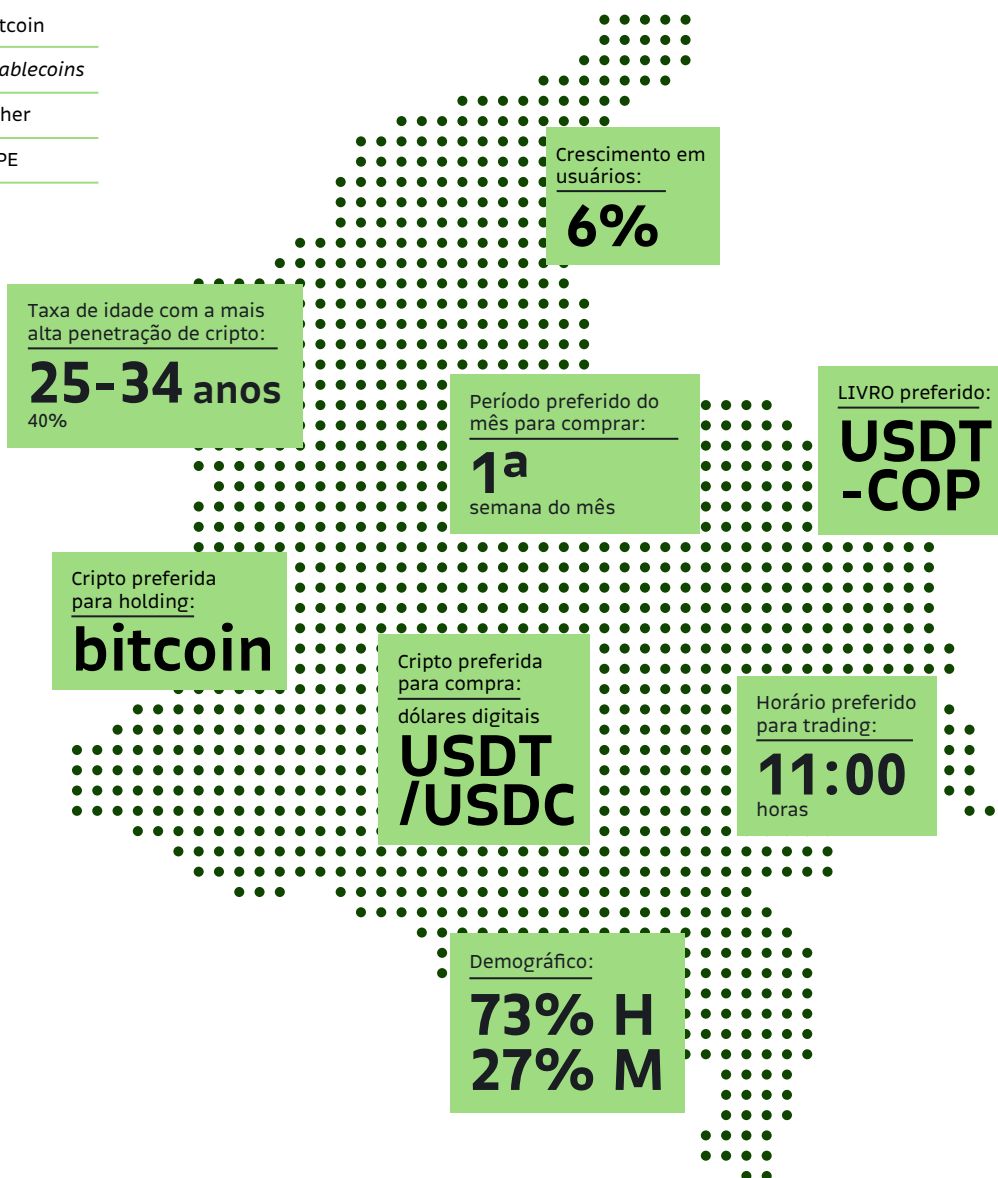 tcoin
ablecoins
her
PE
Crescimento em
usuários:
6%
Taxa de idade com a mais
alta penetração de cripto:
25-34 anos
40%
Período preferido do
mês para comprar:
1ª
semana do mês
LIVRO preferido:
USDT
-COP
Cripto preferida
para holding:
bitcoin
Cripto preferida
para compra:
dólares digitais
USDT
/USDC
Horário preferido
para trading:
11:00
horas
Demográfico:
73% H
27% M